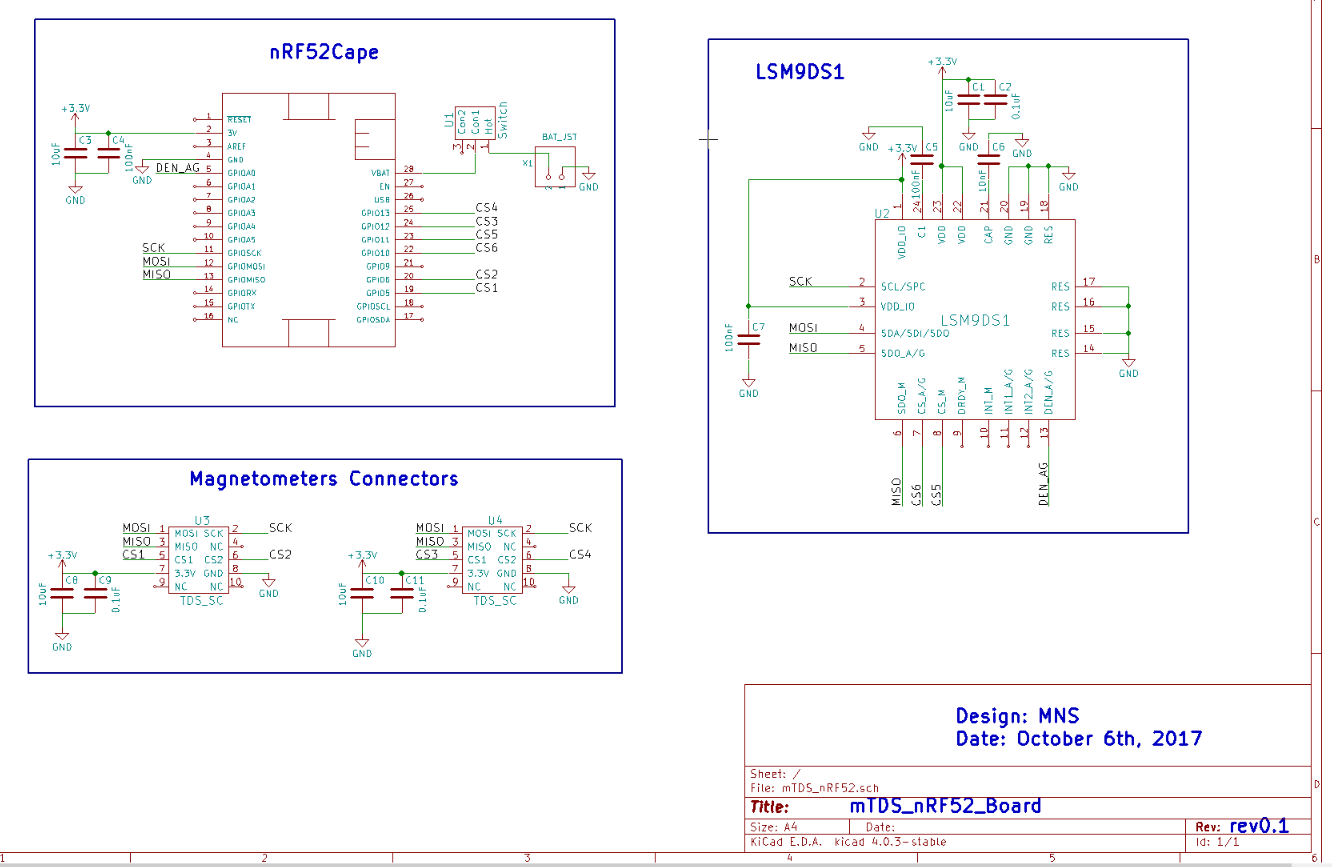 nRF52Cape
+3.3V
C3
10uF
C4
100nF
GND
GND
DEN_AG
SCK
MOSI
MISO
1 RESET
2 3V
3 AREF
4 GND
5 GPIOA0
6 GPIOA1
7 GPIOA2
8 GPIOA3
9 GPIOA4
10 GPIOA5
11 GPIOSCK
12 GPIOMOSI
13 GPIOMISO
14 GPIORX
15 GPIOTX
16 NC
VBAT 28
EN 27
USB 26
GPIO13 25 CS4
GPIO12 24 CS3
GPIO11 23 CS5
GPIO10 22 CS6
GPIO9 21
GPIO6 20 CS2
GPIO5 19 CS1
GPIOSCL 18
GPIOSDA 17
U1
Con2
Con1
Hot
Switch
3 2 1
BAT_JST
X1
2 1
GND
LSM9DS1
+3.3V
C1
10uF
C2
0.1uF
GND
GND
+3.3V
C5
100nF
C6
10nF
GND
GND
U2
1 24 23 22 21 20 19 18
VDD_IO C1 VDD VDD CAP GND GND RES
SCK 2 SCL/SPC
3 VDD_IO
MOSI 4 SDA/SDI/SDO
MISO 5 SDO_A/G
LSM9DS1
RES 17
RES 16
RES 15
RES 14
GND
C7
100nF
GND
SDO_M CS_A/G CS_M DRDY_M INT_M INT1_A/G INT2_A/G DEN_A/G
6 7 8 9 10 11 12 13
MISO CS6 CS5 DEN_AG
Magnetometers Connectors
U3
MOSI 1 MOSI SCK 2 SCK
MISO 3 MISO NC 4
CS1 5 CS1 CS2 6 CS2
7 3.3V GND 8
9 NC NC 10
TDS_SC
+3.3V
C8
10uF
C9
0.1uF
GND
GND
U4
MOSI 1 MOSI SCK 2 SCK
MISO 3 MISO NC 4
CS3 5 CS1 CS2 6 CS4
7 3.3V GND 8
9 NC NC 10
TDS_SC
+3.3V
C10
10uF
C11
0.1uF
GND
GND
Design: MNS
Date: October 6th, 2017
Sheet: /
File: mTDS_nRF52.sch
Title: mTDS_nRF52_Board
Size: A4 Date: Rev: rev0.1
KiCad E.D.A. kicad 4.0.3-stable Id: 1/1
B
C
D
1 2 3 4 5 6